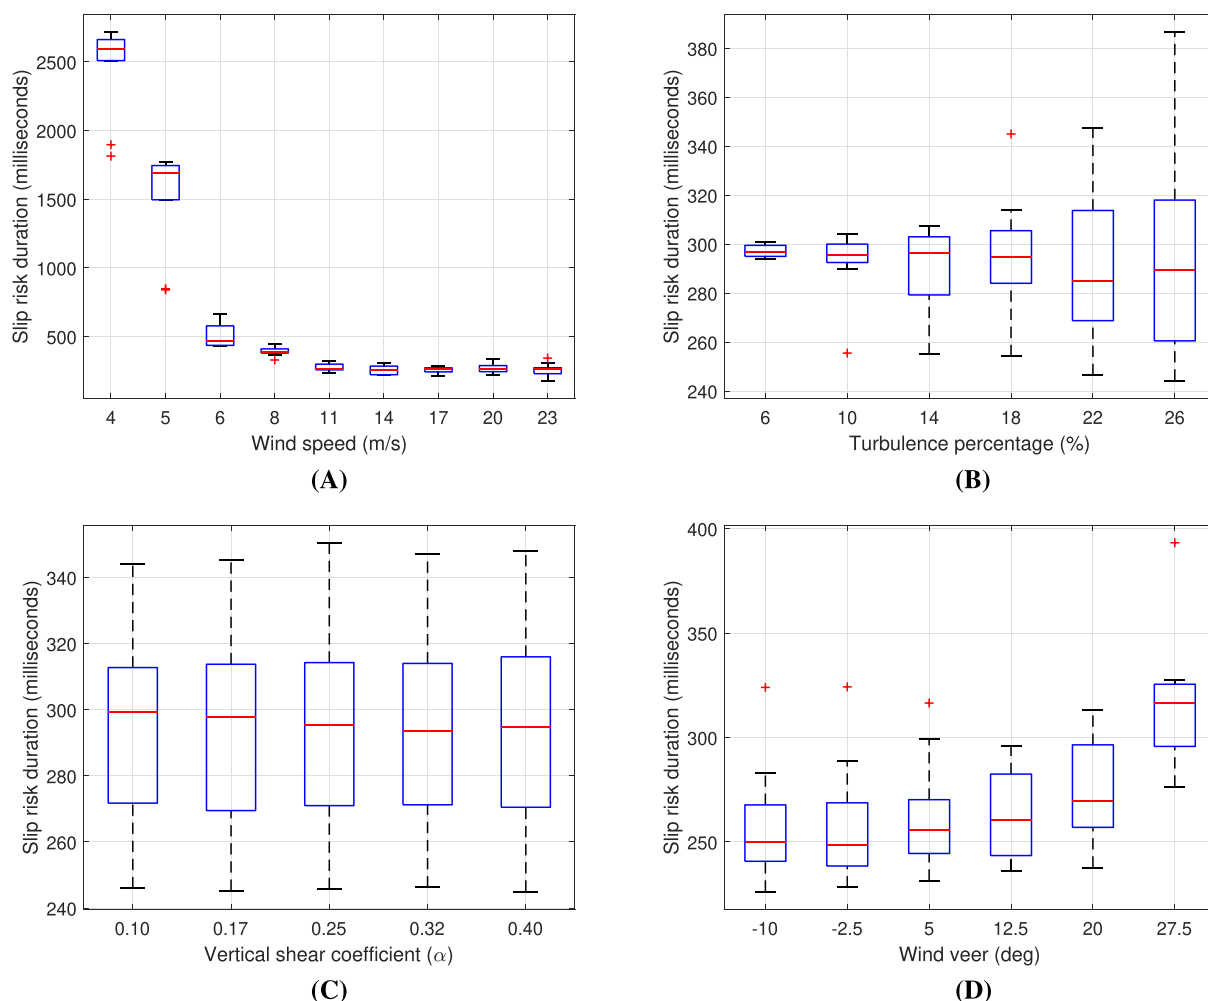 Slip risk duration (milliseconds)
2500
2000
1500
1000
500
4 5 6 8 11 14 17 20 23
Wind speed (m/s)
(A)
Slip risk duration (milliseconds)
380
360
340
320
300
280
260
240
6 10 14 18 22 26
Turbulence percentage (%)
(B)
Slip risk duration (milliseconds)
340
320
300
280
260
240
0.10 0.17 0.25 0.32 0.40
Vertical shear coefficient (α)
(C)
Slip risk duration (milliseconds)
400
350
300
250
-10 -2.5 5 12.5 20 27.5
Wind veer (deg)
(D)